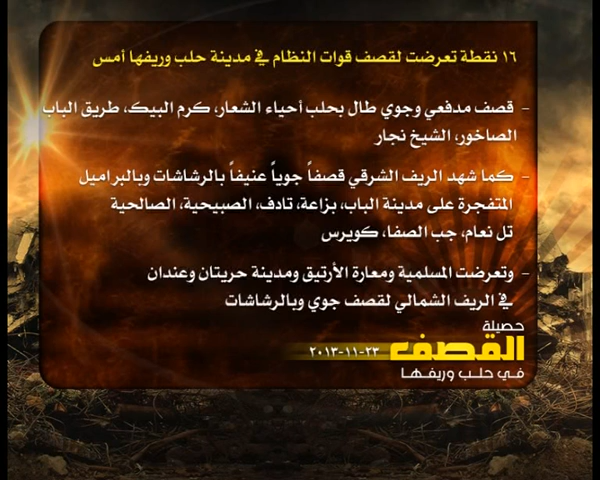 ١٦ نقطة تعرضت لقصف قوات النظام في مدينة حلب وريفها أمس
- قصف مدفعي وجوي طال بحلب أحياء الشعار، كرم البيك، طريق الباب
الصاخور، الشيخ نجار
- كما شهد الريف الشرقي قصفاً جوياً عنيفاً بالرشاشات وبالبراميل
المتفجرة على مدينة الباب، بزاعة، تادف، الصبيحية، الصالحية
تل نعام، جب الصفا، كويرس
- وتعرضت المسلمية ومعارة الأرتيق ومدينة حريتان وعندان
في الريف الشمالي لقصف جوي وبالرشاشات
حصيلة
القصف
٢٣-١١-٢٠١٣
في حلب وريفها